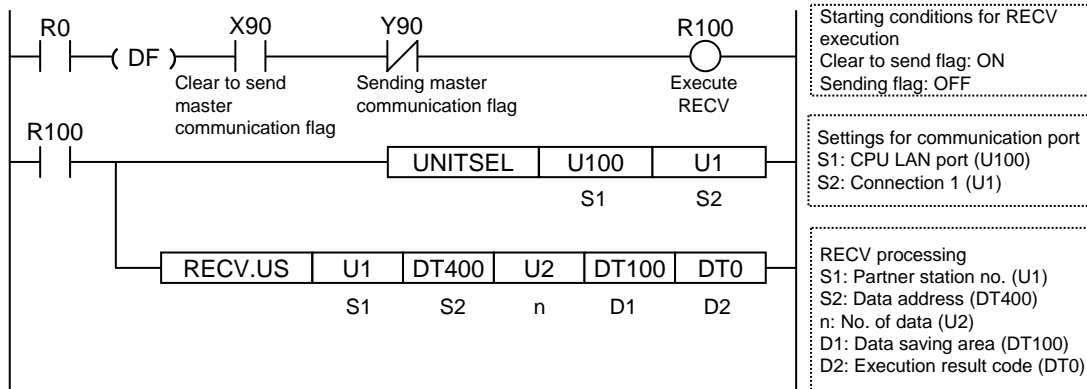 R0 X90 Y90 R100
( DF )
Clear to send
master
communication flag
Sending master
communication flag
Execute
RECV
Starting conditions for RECV
execution
Clear to send flag: ON
Sending flag: OFF
R100
UNITSEL U100 U1
S1 S2
Settings for communication port
S1: CPU LAN port (U100)
S2: Connection 1 (U1)
RECV.US U1 DT400 U2 DT100 DT0
S1 S2 n D1 D2
RECV processing
S1: Partner station no. (U1)
S2: Data address (DT400)
n: No. of data (U2)
D1: Data saving area (DT100)
D2: Execution result code (DT0)